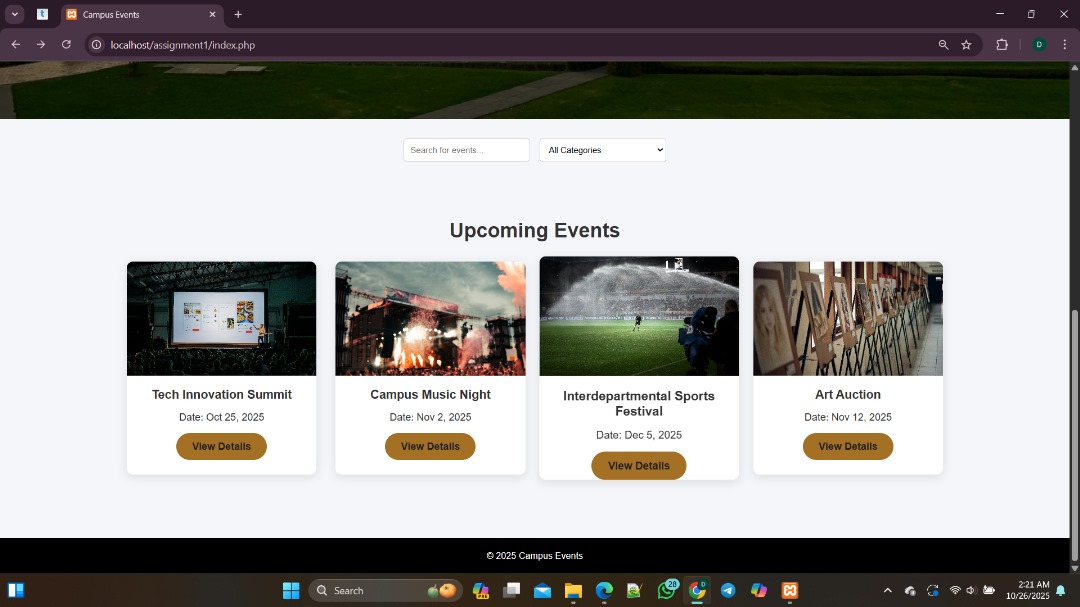 Campus Events
localhost/assignment1/index.php
D
Search for events...
All Categories
Upcoming Events
Tech Innovation Summit
Date: Oct 25, 2025
View Details
Campus Music Night
Date: Nov 2, 2025
View Details
Interdepartmental Sports
Festival
Date: Dec 5, 2025
View Details
Art Auction
Date: Nov 12, 2025
View Details
© 2025 Campus Events
Search
28
D
2:21 AM
10/26/2025